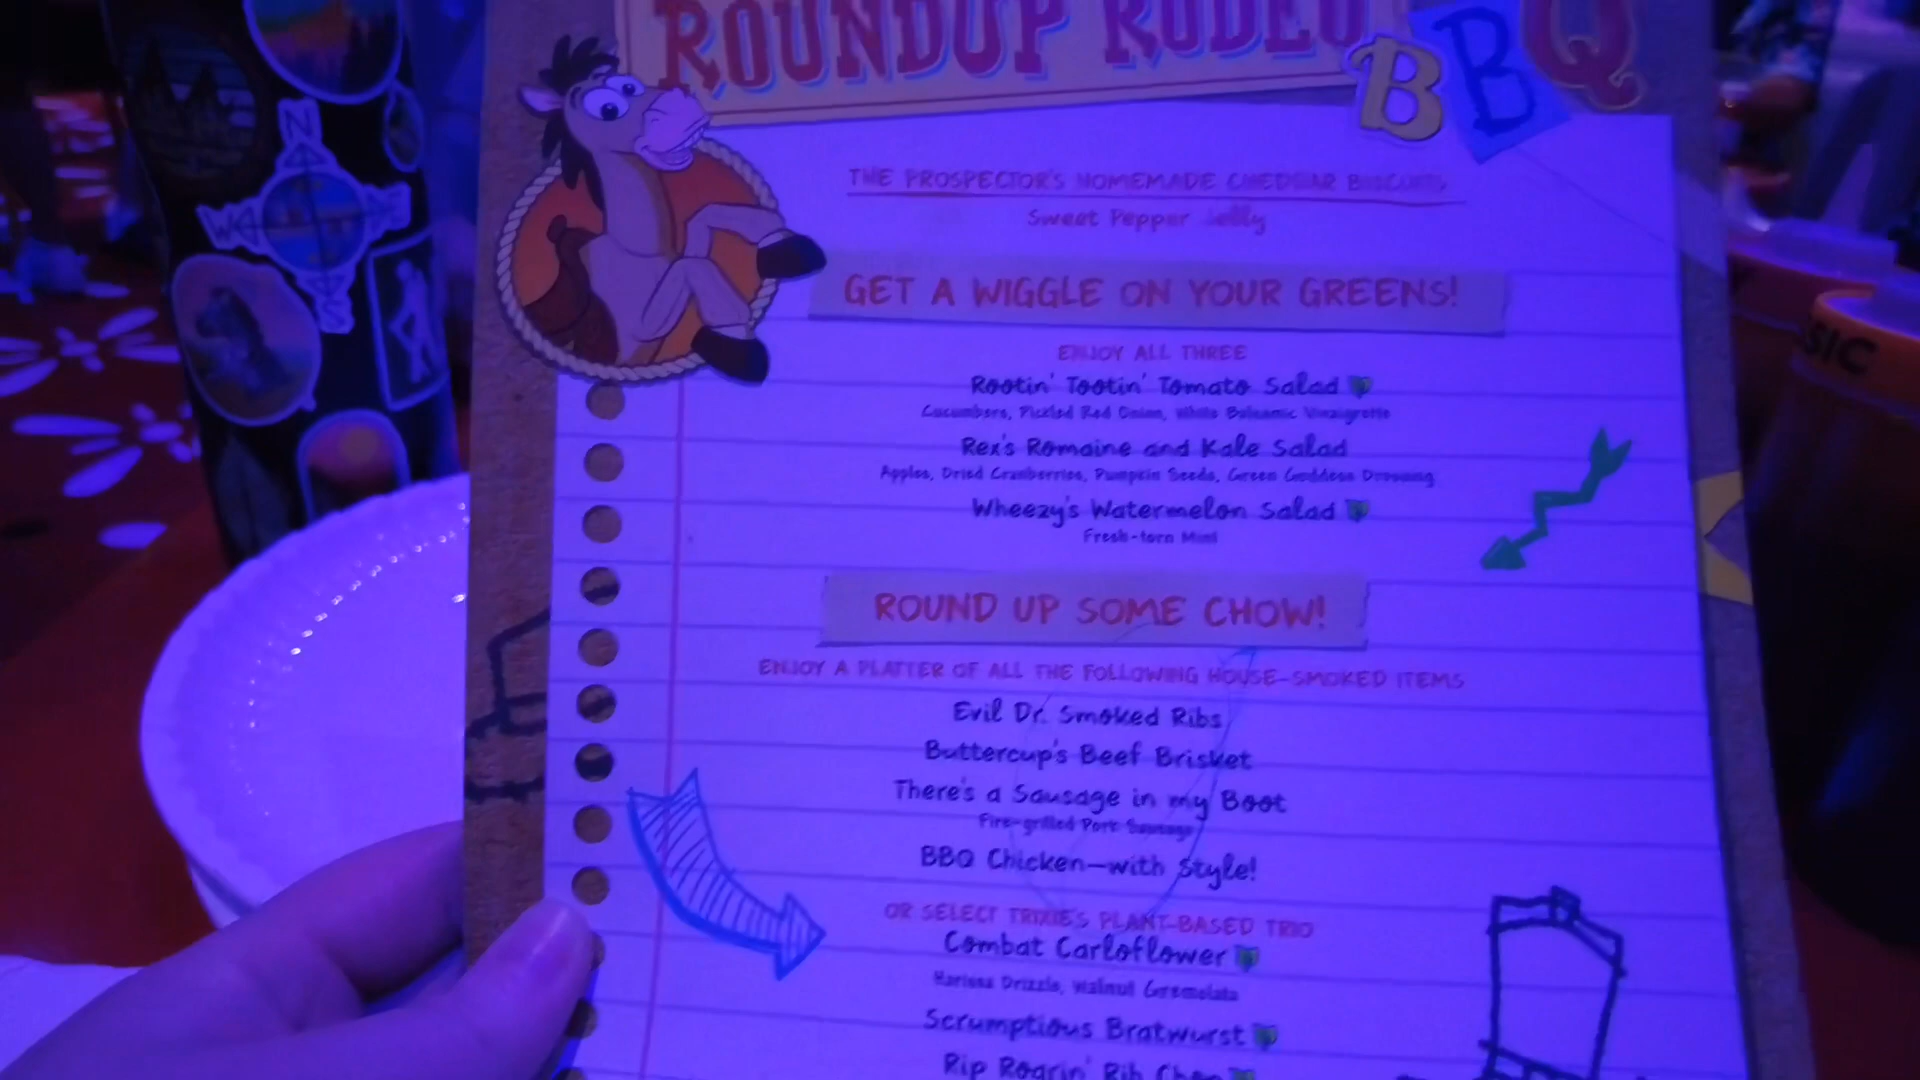 ROUNDUP RODEO
BBQ
THE PROSPECTOR'S HOMEMADE CHEDDAR BISCUITS
Sweet Pepper Jelly
GET A WIGGLE ON YOUR GREENS!
ENJOY ALL THREE
Rootin' Tootin' Tomato Salad
Cucumbers, Pickled Red Onion, White Balsamic Vinaigrette
Rex's Romaine and Kale Salad
Apples, Dried Cranberries, Pumpkin Seeds, Green Goddess Dressing
Wheezy's Watermelon Salad
Fresh-torn Mint
ROUND UP SOME CHOW!
ENJOY A PLATTER OF ALL THE FOLLOWING HOUSE-SMOKED ITEMS
Evil Dr. Smoked Ribs
Buttercup's Beef Brisket
There's a Sausage in my Boot
Fire-grilled Pork Sausage
BBQ Chicken—with Style!
OR SELECT TRIXIE'S PLANT-BASED TRIO
Combat Carloflower
Harissa Drizzle, Walnut Gremolata
Scrumptious Bratwurst
Rip Roarin' Rib Chop
N
W
E
S
SIC